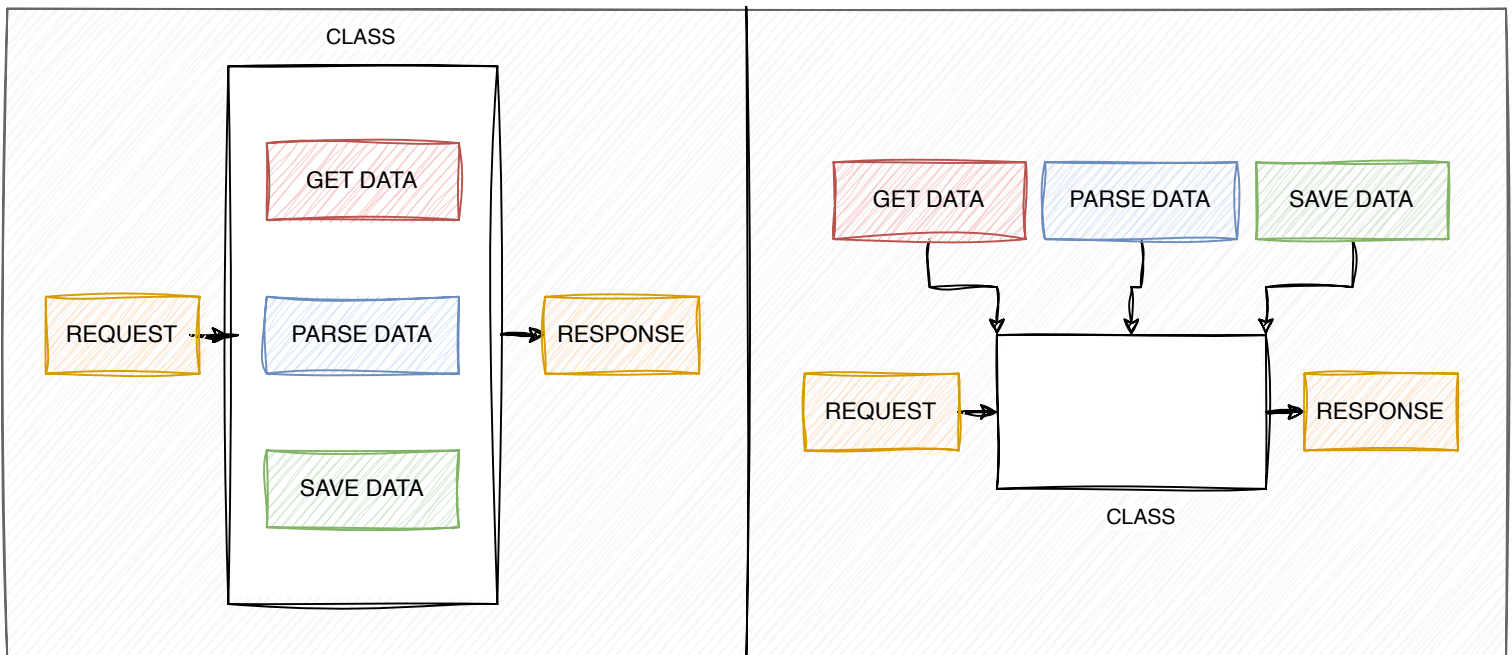 CLASS
GET DATA
REQUEST
PARSE DATA
RESPONSE
SAVE DATA
GET DATA
PARSE DATA
SAVE DATA
REQUEST
RESPONSE
CLASS